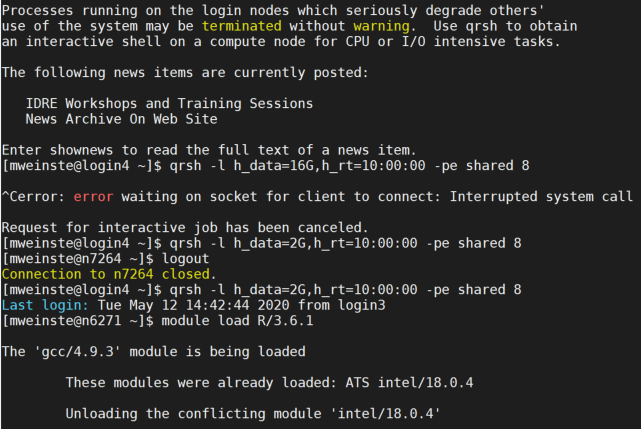 Processes running on the login nodes which seriously degrade others'
use of the system may be terminated without warning.  Use qrsh to obtain
an interactive shell on a compute node for CPU or I/O intensive tasks.
The following news items are currently posted:
IDRE Workshops and Training Sessions
News Archive On Web Site
Enter shownews to read the full text of a news item.
[mweinste@login4 ~]$ qrsh -l h_data=16G,h_rt=10:00:00 -pe shared 8
^Cerror: error waiting on socket for client to connect: Interrupted system call
Request for interactive job has been canceled.
[mweinste@login4 ~]$ qrsh -l h_data=2G,h_rt=10:00:00 -pe shared 8
[mweinste@n7264 ~]$ logout
Connection to n7264 closed.
[mweinste@login4 ~]$ qrsh -l h_data=2G,h_rt=10:00:00 -pe shared 8
Last login: Tue May 12 14:42:44 2020 from login3
[mweinste@n6271 ~]$ module load R/3.6.1
The 'gcc/4.9.3' module is being loaded
These modules were already loaded: ATS intel/18.0.4
Unloading the conflicting module 'intel/18.0.4'